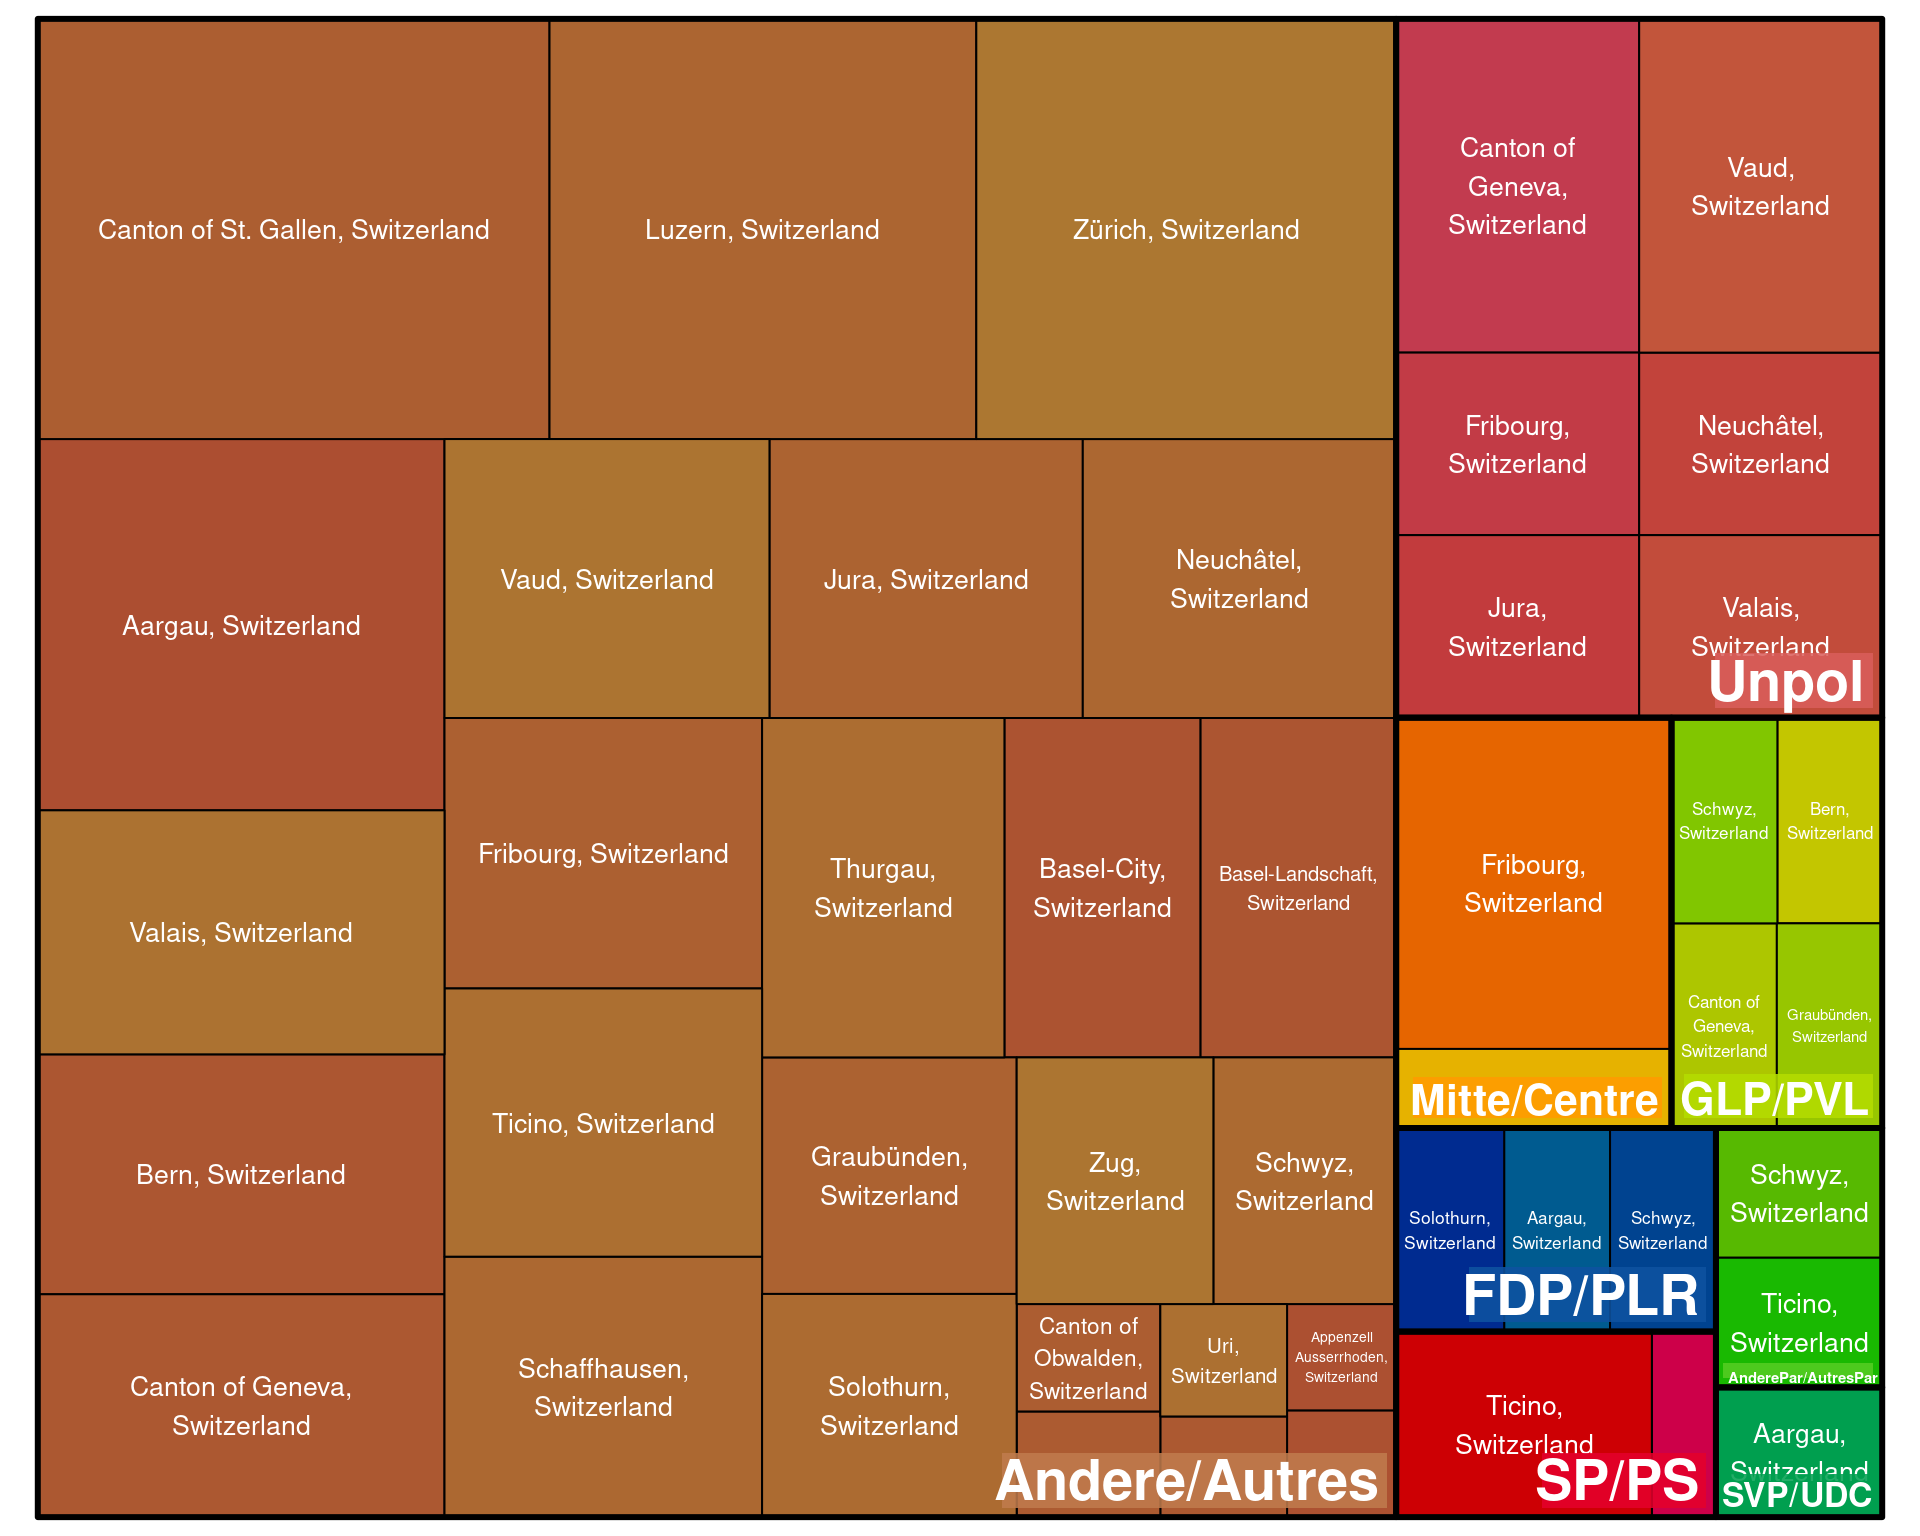 Canton of St. Gallen, Switzerland
Luzern, Switzerland
Zürich, Switzerland
Aargau, Switzerland
Vaud, Switzerland
Jura, Switzerland
Neuchâtel,
Switzerland
Valais, Switzerland
Fribourg, Switzerland
Thurgau,
Switzerland
Basel-City,
Switzerland
Basel-Landschaft,
Switzerland
Bern, Switzerland
Ticino, Switzerland
Graubünden,
Switzerland
Zug,
Switzerland
Schwyz,
Switzerland
Canton of Geneva,
Switzerland
Schaffhausen,
Switzerland
Solothurn,
Switzerland
Canton of
Obwalden,
Switzerland
Uri,
Switzerland
Appenzell
Ausserrhoden,
Switzerland
Andere/Autres
Canton of
Geneva,
Switzerland
Vaud,
Switzerland
Fribourg,
Switzerland
Neuchâtel,
Switzerland
Jura,
Switzerland
Valais,
Switzerland
Unpol
Fribourg,
Switzerland
Mitte/Centre
Schwyz,
Switzerland
Bern,
Switzerland
Canton of
Geneva,
Switzerland
Graubünden,
Switzerland
GLP/PVL
Solothurn,
Switzerland
Aargau,
Switzerland
Schwyz,
Switzerland
FDP/PLR
Schwyz,
Switzerland
Ticino,
Switzerland
AnderePar/AutresPar
Ticino,
Switzerland
SP/PS
Aargau,
Switzerland
SVP/UDC